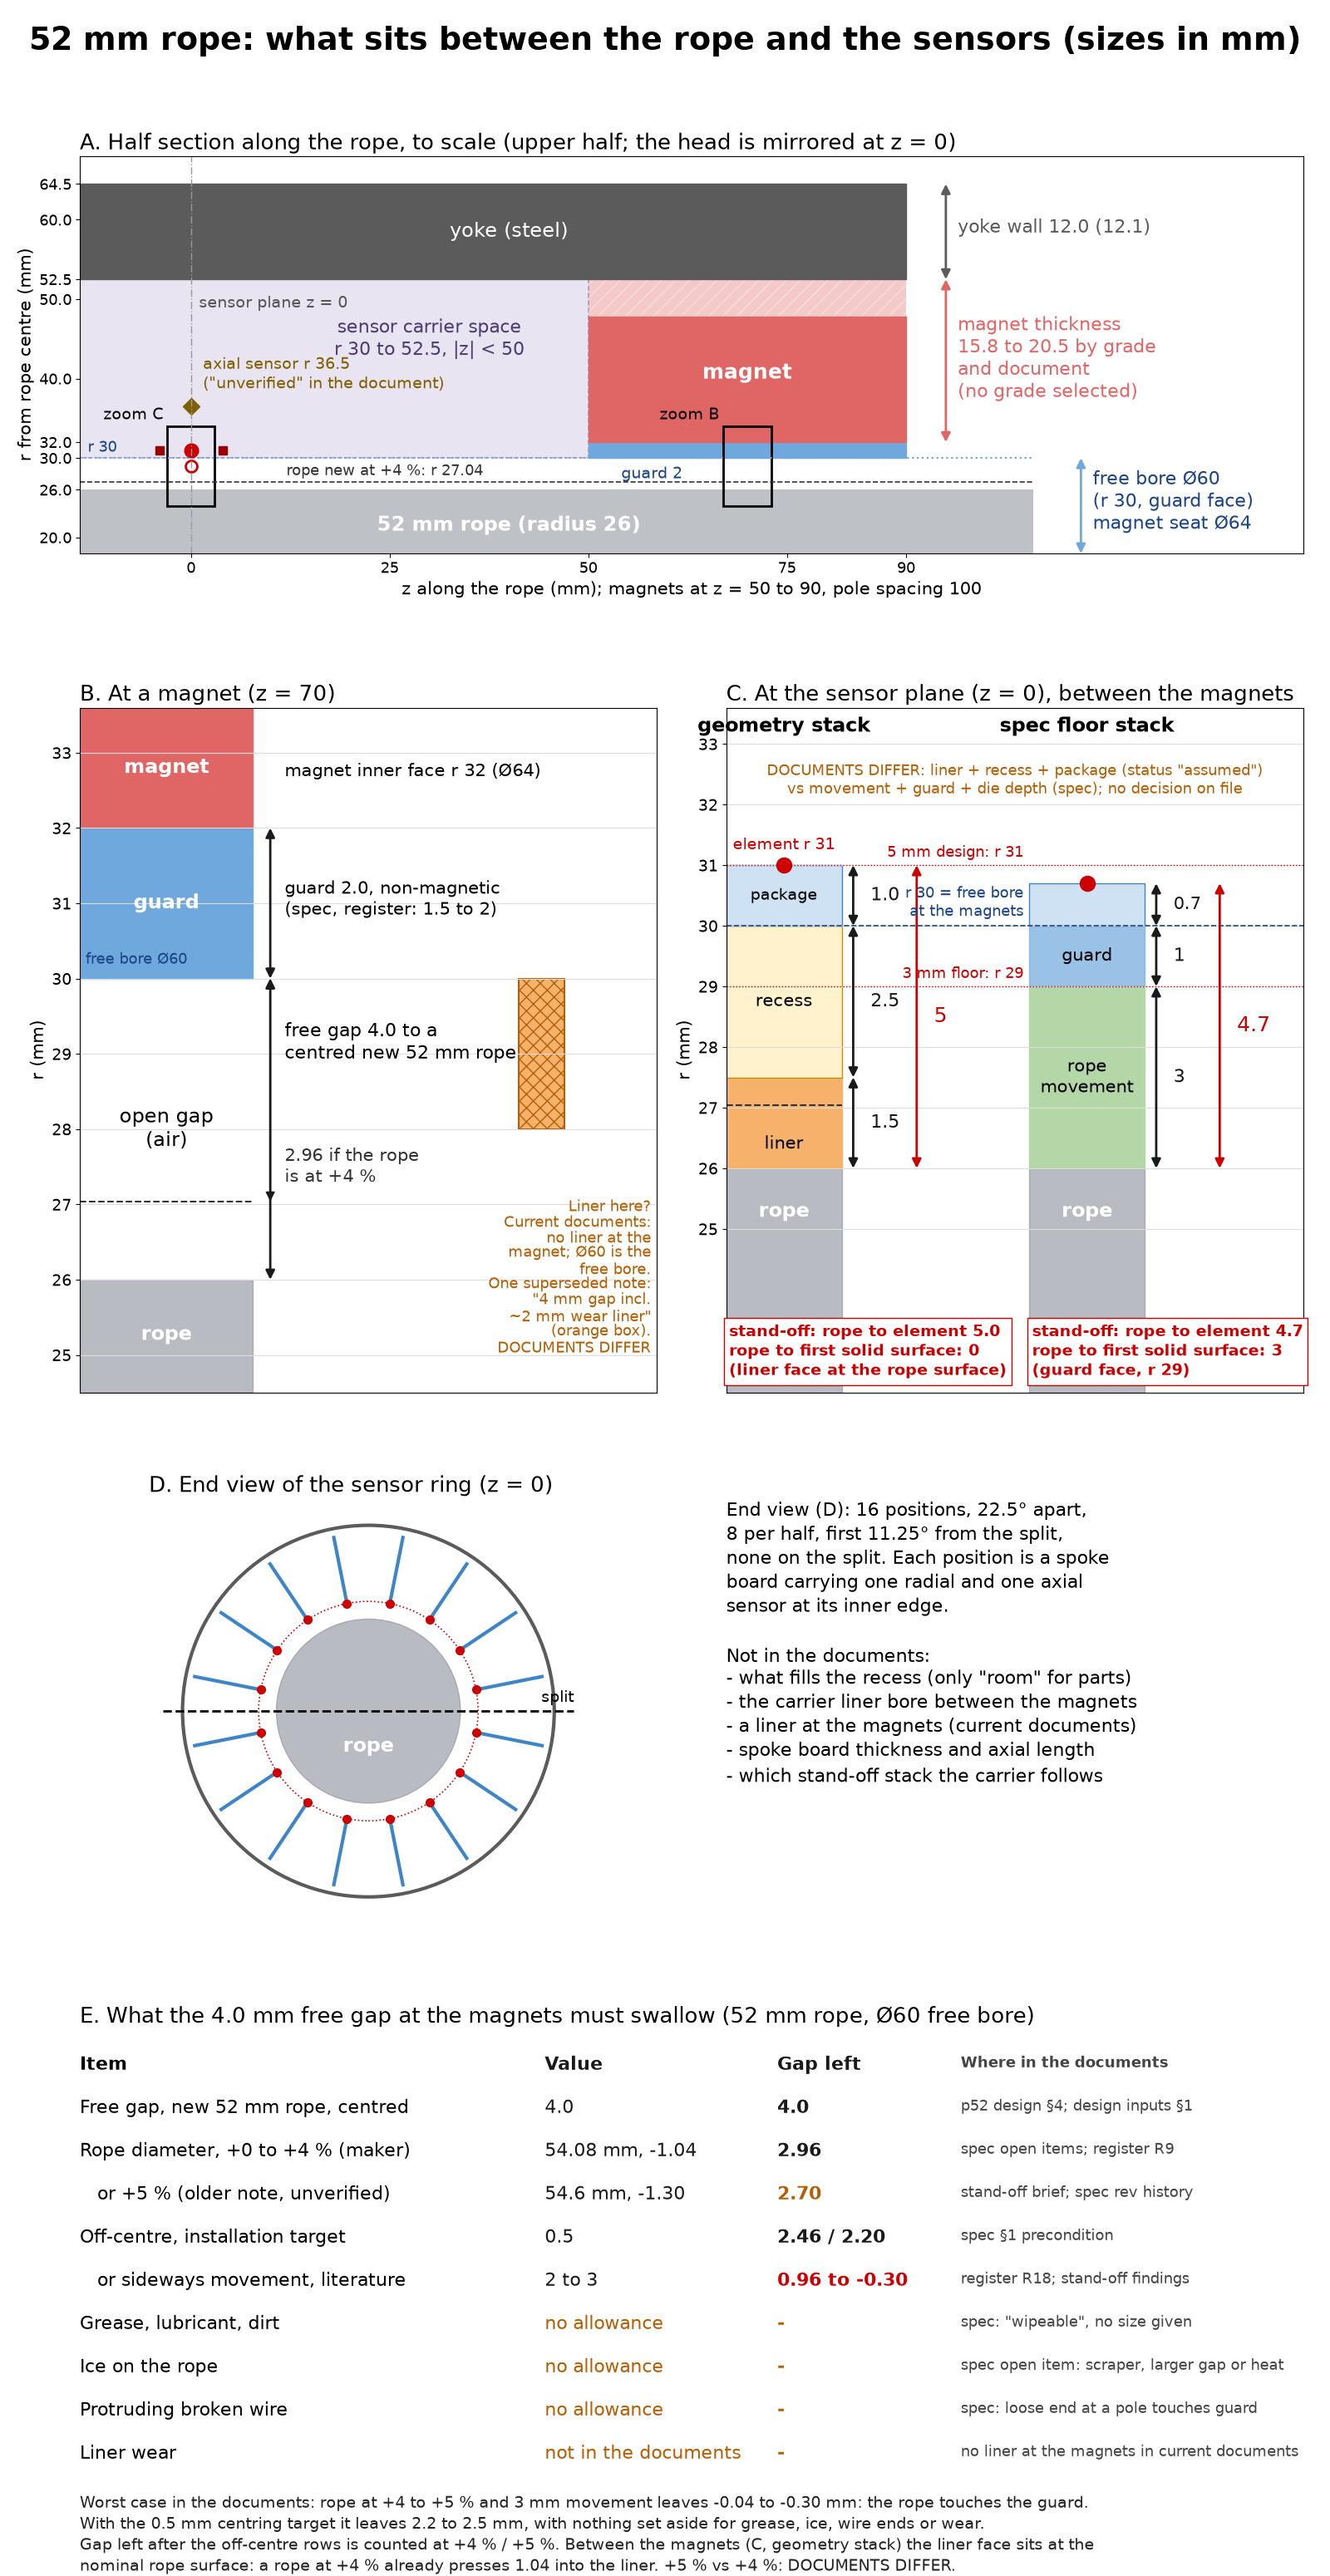 52 mm rope: what sits between the rope and the sensors (sizes in mm)
A. Half section along the rope, to scale (upper half; the head is mirrored at z = 0)
r from rope centre (mm)
64.5
60.0
52.5
50.0
40.0
32.0
30.0
26.0
20.0
yoke (steel)
yoke wall 12.0 (12.1)
sensor plane z = 0
sensor carrier space
r 30 to 52.5, |z| < 50
axial sensor r 36.5
("unverified" in the document)
magnet
magnet thickness
15.8 to 20.5 by grade
and document
(no grade selected)
zoom C
zoom B
r 30
rope new at +4 %: r 27.04
guard 2
free bore Ø60
(r 30, guard face)
magnet seat Ø64
52 mm rope (radius 26)
0
25
50
75
90
z along the rope (mm); magnets at z = 50 to 90, pole spacing 100
B. At a magnet (z = 70)
r (mm)
33
32
31
30
29
28
27
26
25
magnet
magnet inner face r 32 (Ø64)
guard
guard 2.0, non-magnetic
(spec, register: 1.5 to 2)
free bore Ø60
free gap 4.0 to a
centred new 52 mm rope
open gap
(air)
2.96 if the rope
is at +4 %
Liner here?
Current documents:
no liner at the
magnet; Ø60 is the
free bore.
One superseded note:
"4 mm gap incl.
~2 mm wear liner"
(orange box).
DOCUMENTS DIFFER
rope
C. At the sensor plane (z = 0), between the magnets
r (mm)
33
32
31
30
29
28
27
26
25
geometry stack
spec floor stack
DOCUMENTS DIFFER: liner + recess + package (status "assumed")
vs movement + guard + die depth (spec); no decision on file
element r 31
5 mm design: r 31
package
1.0
r 30 = free bore
at the magnets
0.7
guard
1
3 mm floor: r 29
recess
2.5
5
4.7
rope
movement
3
liner
1.5
rope
rope
stand-off: rope to element 5.0
rope to first solid surface: 0
(liner face at the rope surface)
stand-off: rope to element 4.7
rope to first solid surface: 3
(guard face, r 29)
D. End view of the sensor ring (z = 0)
split
rope
End view (D): 16 positions, 22.5° apart,
8 per half, first 11.25° from the split,
none on the split. Each position is a spoke
board carrying one radial and one axial
sensor at its inner edge.
Not in the documents:
- what fills the recess (only "room" for parts)
- the carrier liner bore between the magnets
- a liner at the magnets (current documents)
- spoke board thickness and axial length
- which stand-off stack the carrier follows
E. What the 4.0 mm free gap at the magnets must swallow (52 mm rope, Ø60 free bore)
Item Value Gap left Where in the documents
Free gap, new 52 mm rope, centred 4.0 4.0 p52 design §4; design inputs §1
Rope diameter, +0 to +4 % (maker) 54.08 mm, -1.04 2.96 spec open items; register R9
or +5 % (older note, unverified) 54.6 mm, -1.30 2.70 stand-off brief; spec rev history
Off-centre, installation target 0.5 2.46 / 2.20 spec §1 precondition
or sideways movement, literature 2 to 3 0.96 to -0.30 register R18; stand-off findings
Grease, lubricant, dirt no allowance - spec: "wipeable", no size given
Ice on the rope no allowance - spec open item: scraper, larger gap or heat
Protruding broken wire no allowance - spec: loose end at a pole touches guard
Liner wear not in the documents - no liner at the magnets in current documents
Worst case in the documents: rope at +4 to +5 % and 3 mm movement leaves -0.04 to -0.30 mm: the rope touches the guard.
With the 0.5 mm centring target it leaves 2.2 to 2.5 mm, with nothing set aside for grease, ice, wire ends or wear.
Gap left after the off-centre rows is counted at +4 % / +5 %. Between the magnets (C, geometry stack) the liner face sits at the
nominal rope surface: a rope at +4 % already presses 1.04 into the liner. +5 % vs +4 %: DOCUMENTS DIFFER.